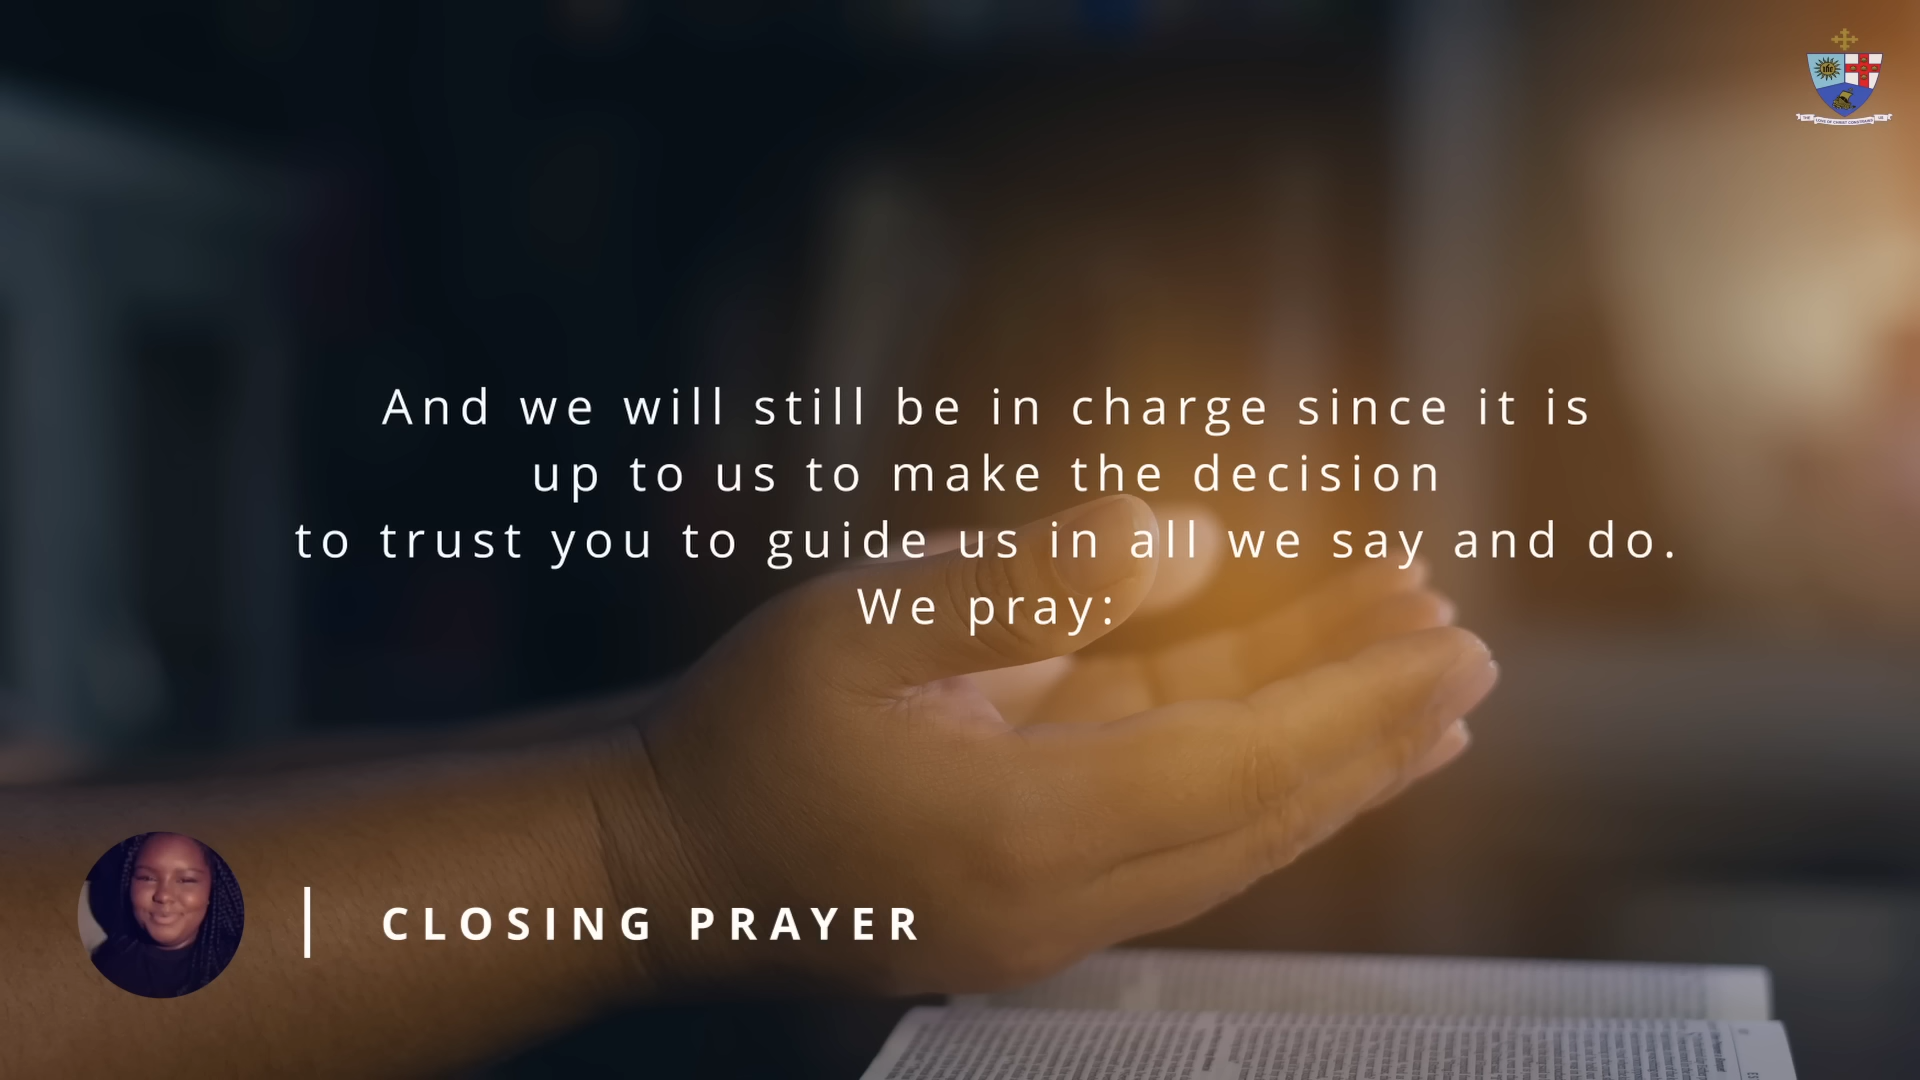 And we will still be in charge since it is
up to us to make the decision
to trust you to guide us in all we say and do.
We pray:
CLOSING PRAYER